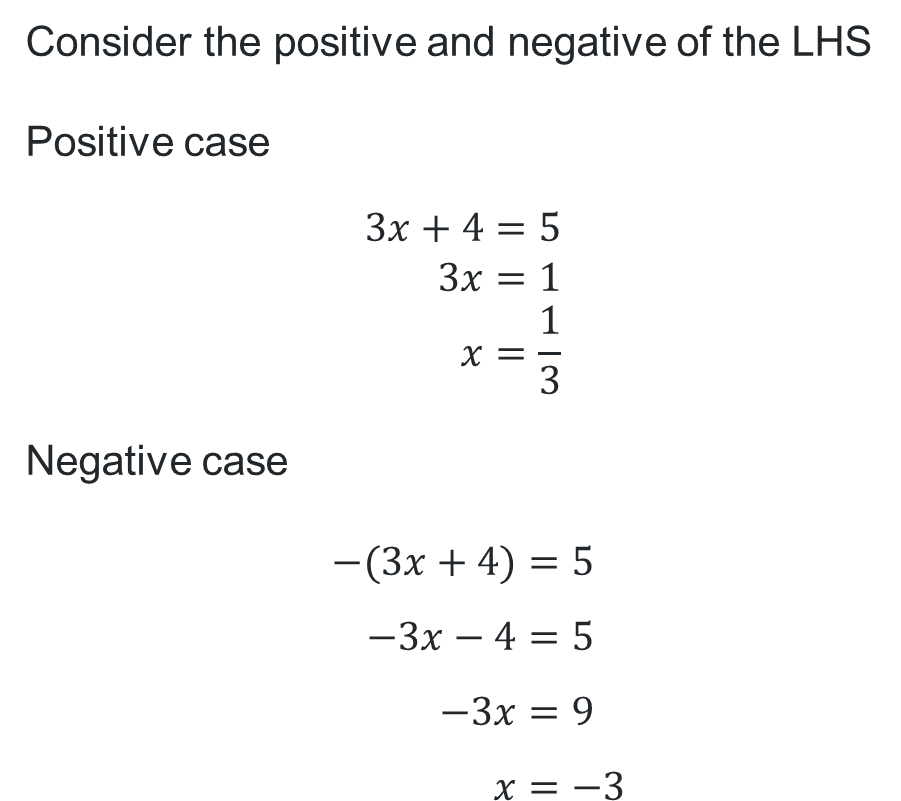 Consider the positive and negative of the LHS
Positive case
3x + 4 = 5
3x = 1
x = 1/3
Negative case
−(3x + 4) = 5
−3x − 4 = 5
−3x = 9
x = −3